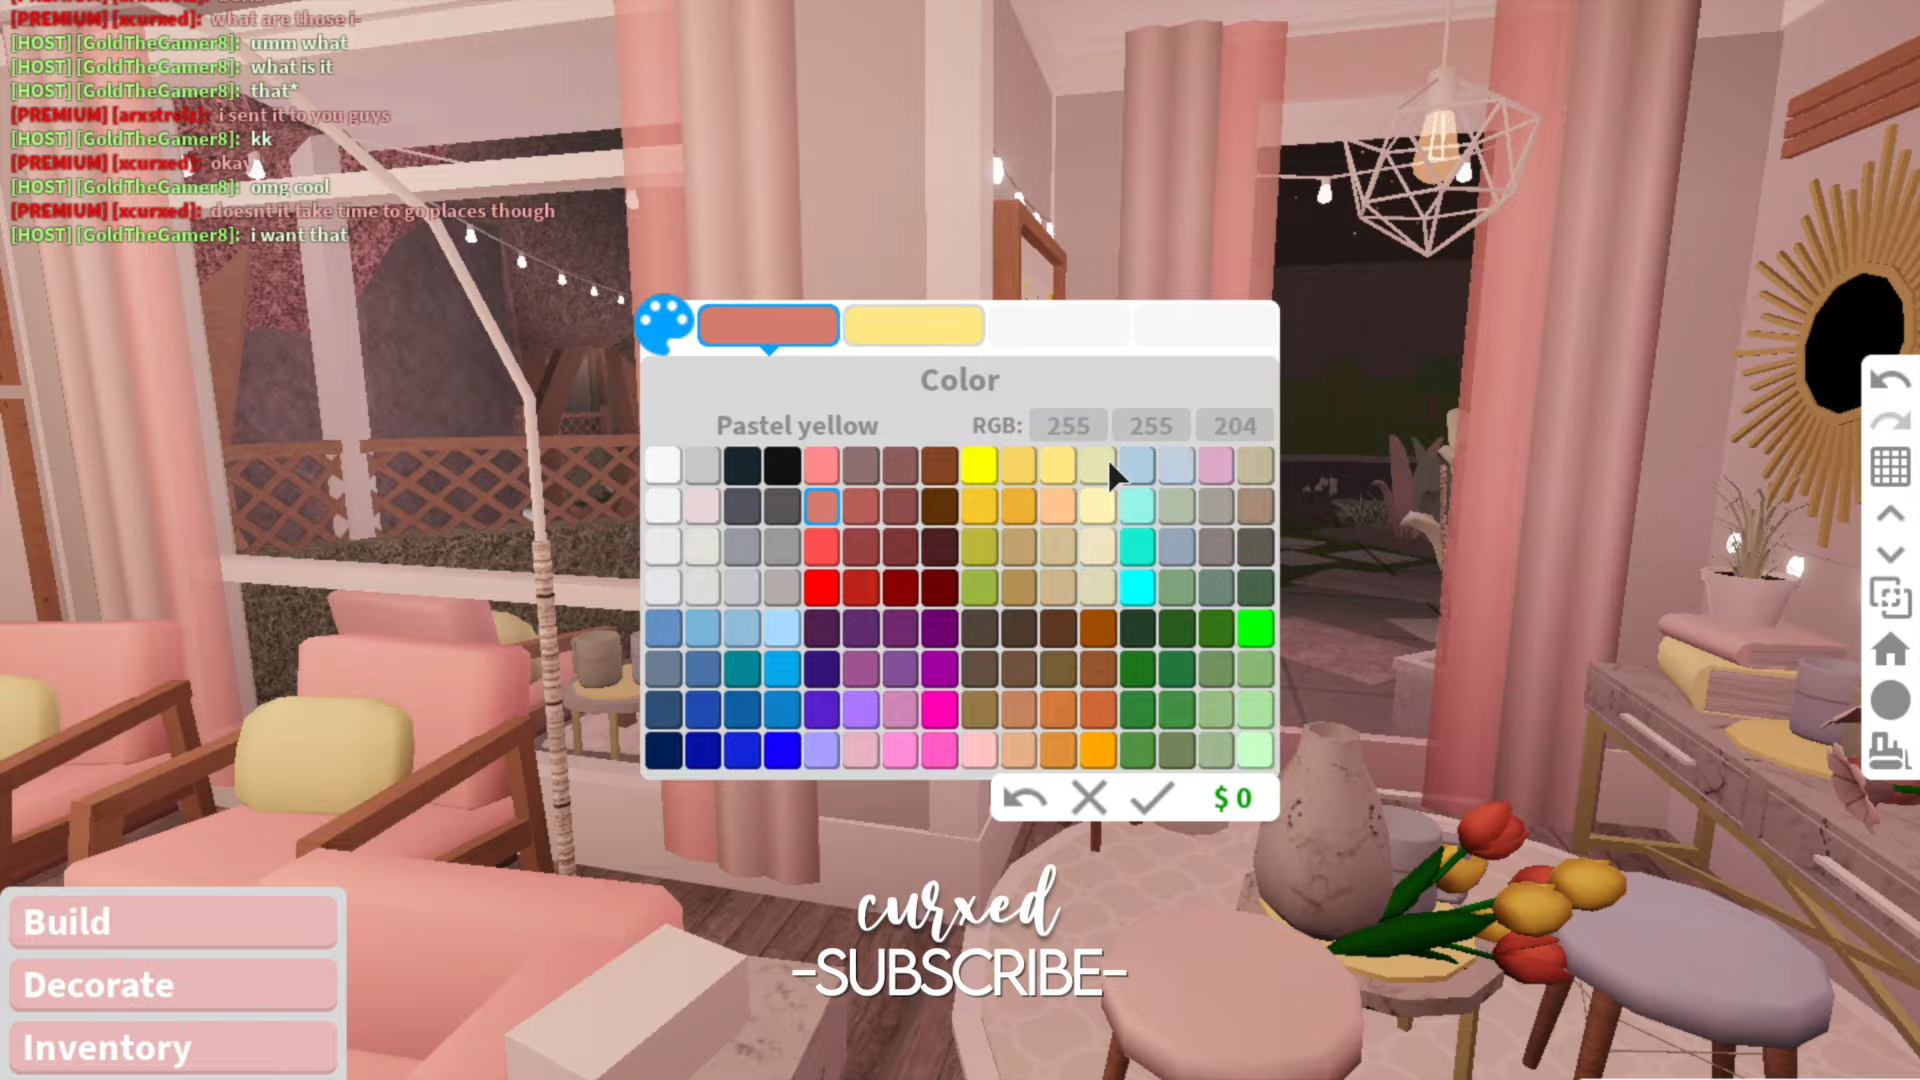 [PREMIUM] [xcurxed]: what are those i-
[HOST] [GoldTheGamer8]: umm what
[HOST] [GoldTheGamer8]: what is it
[HOST] [GoldTheGamer8]: that*
[PREMIUM] [arxstrelz]: i sent it to you guys
[HOST] [GoldTheGamer8]: kk
[PREMIUM] [xcurxed]: okay
[HOST] [GoldTheGamer8]: omg cool
[PREMIUM] [xcurxed]: doesnt it take time to go places though
[HOST] [GoldTheGamer8]: i want that
Color
Pastel yellow RGB: 255 255 204
$ 0
curxed
-SUBSCRIBE-
Build
Decorate
Inventory